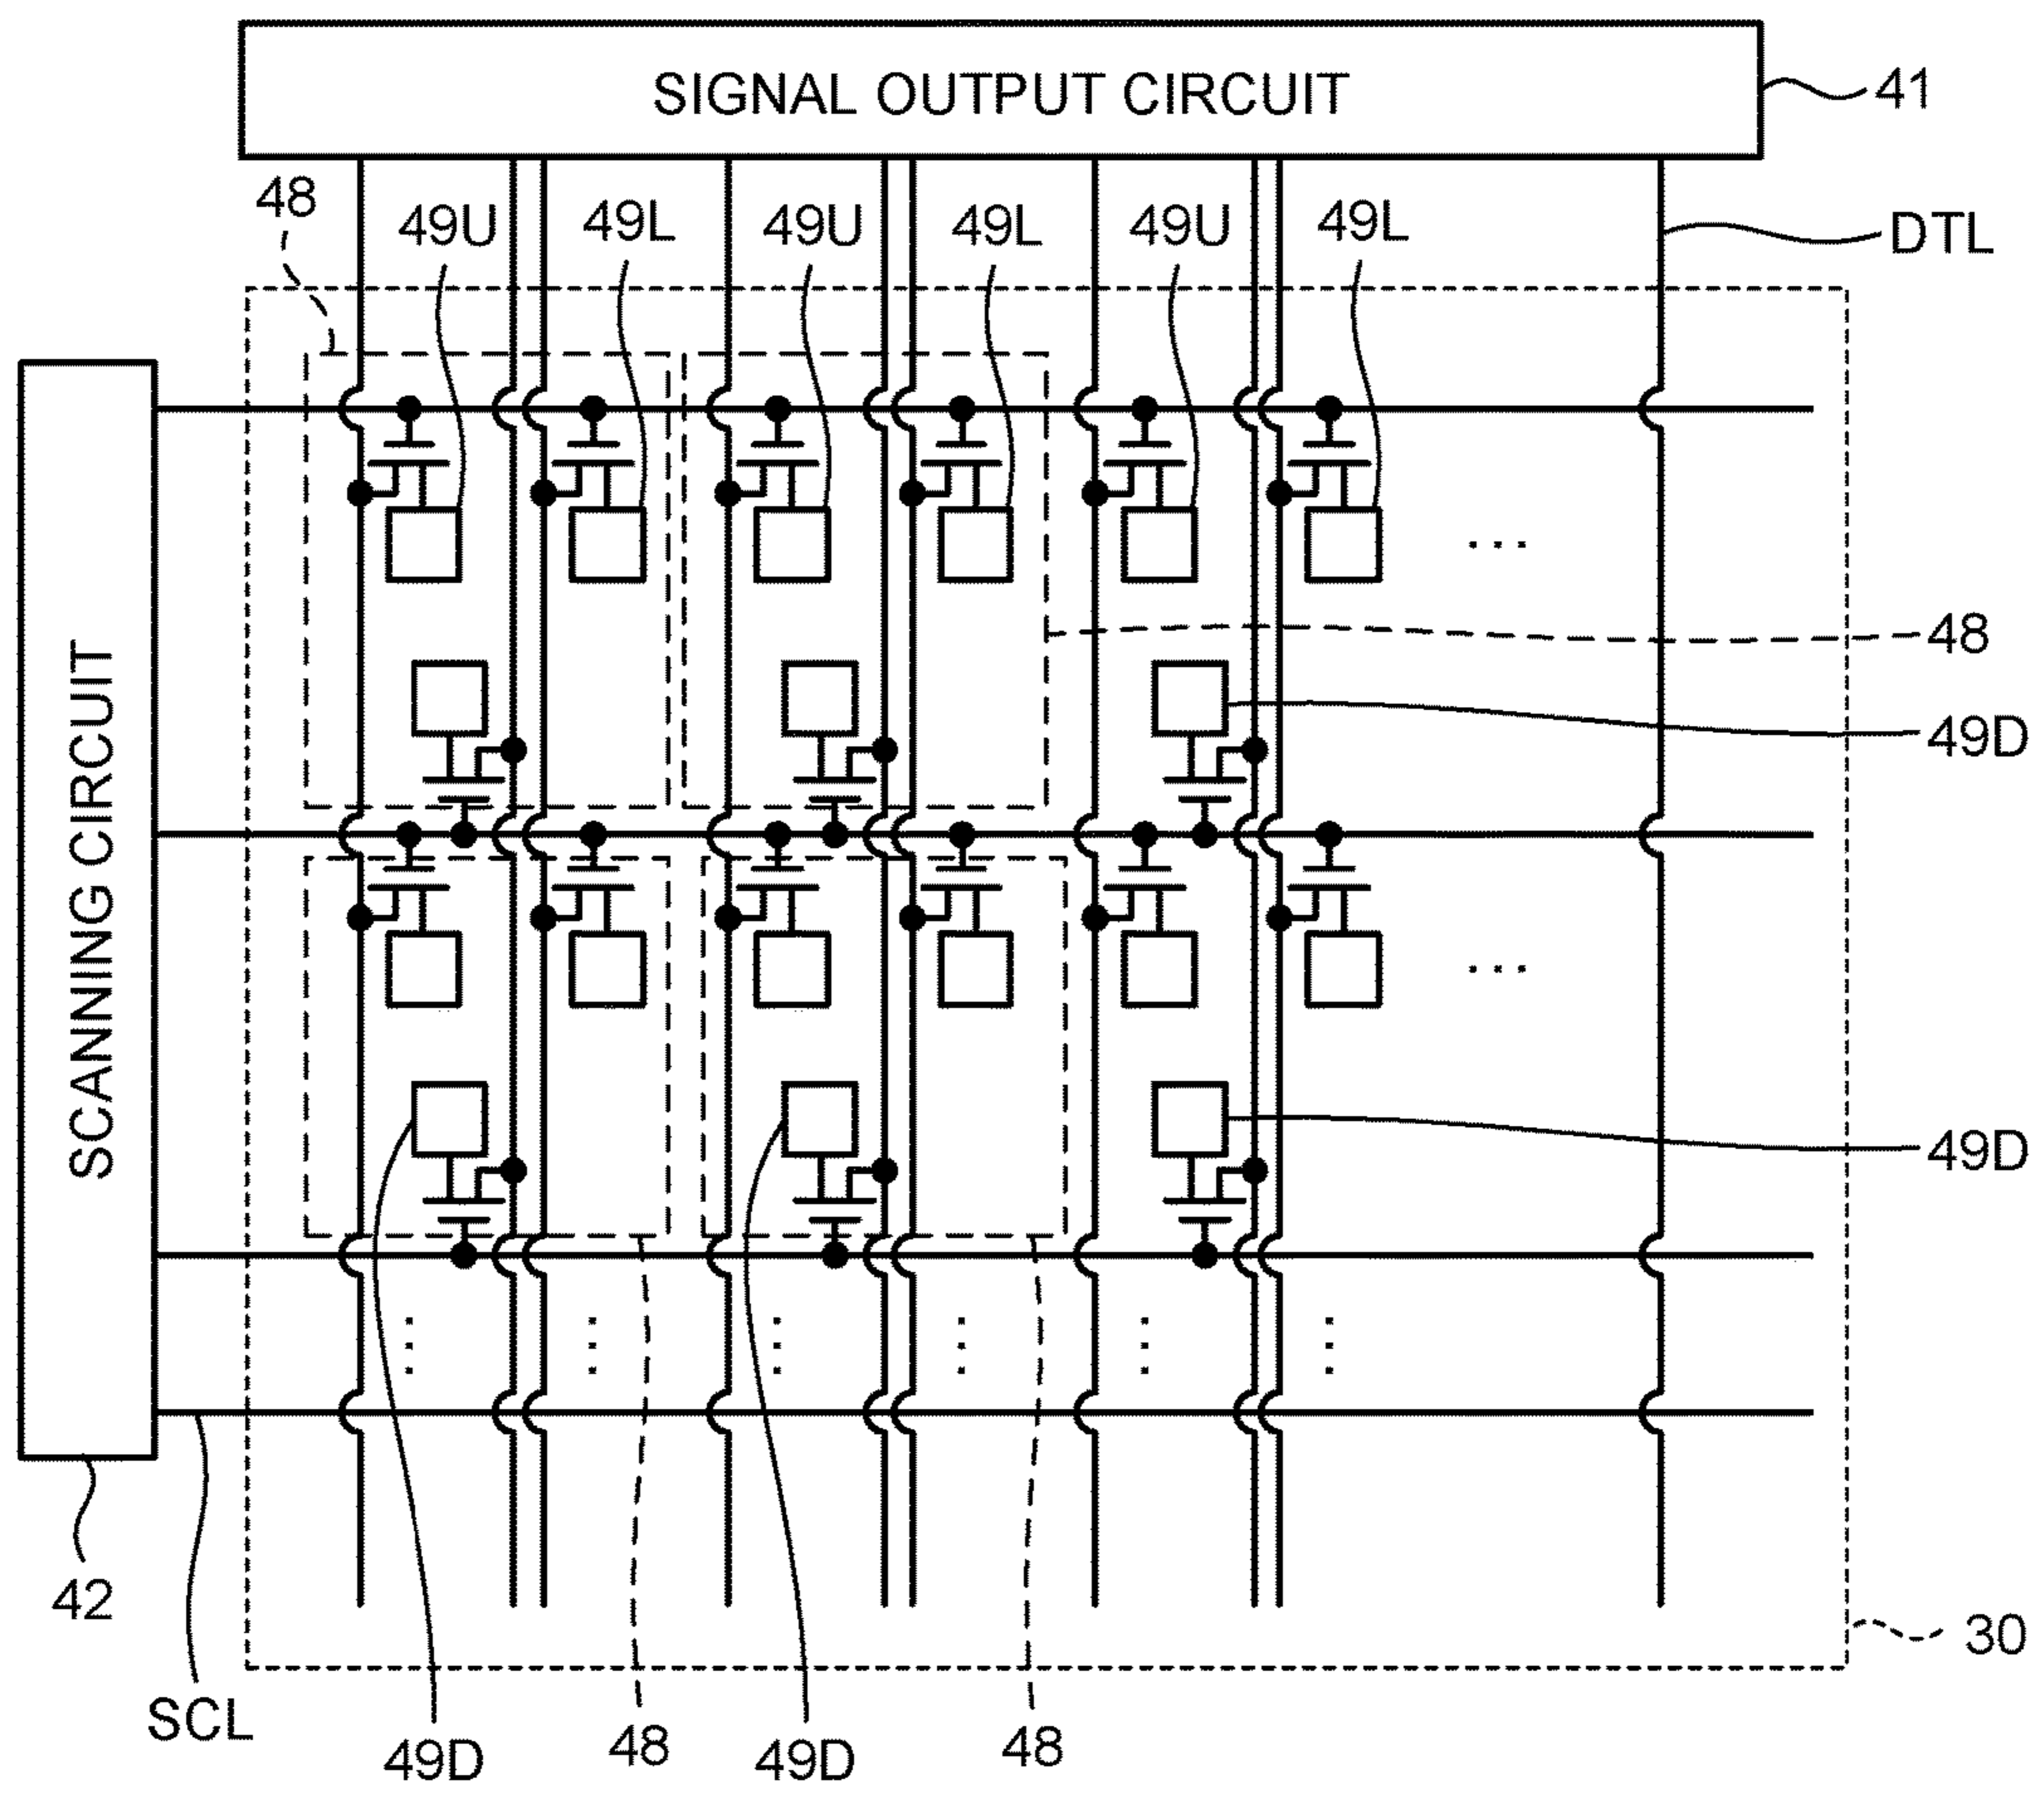 SIGNAL OUTPUT CIRCUIT
41
48
49U
49L
49U
49L
49U
49L
DTL
SCANNING CIRCUIT
...
48
49D
...
49D
42
30
SCL
49D
48
49D
48